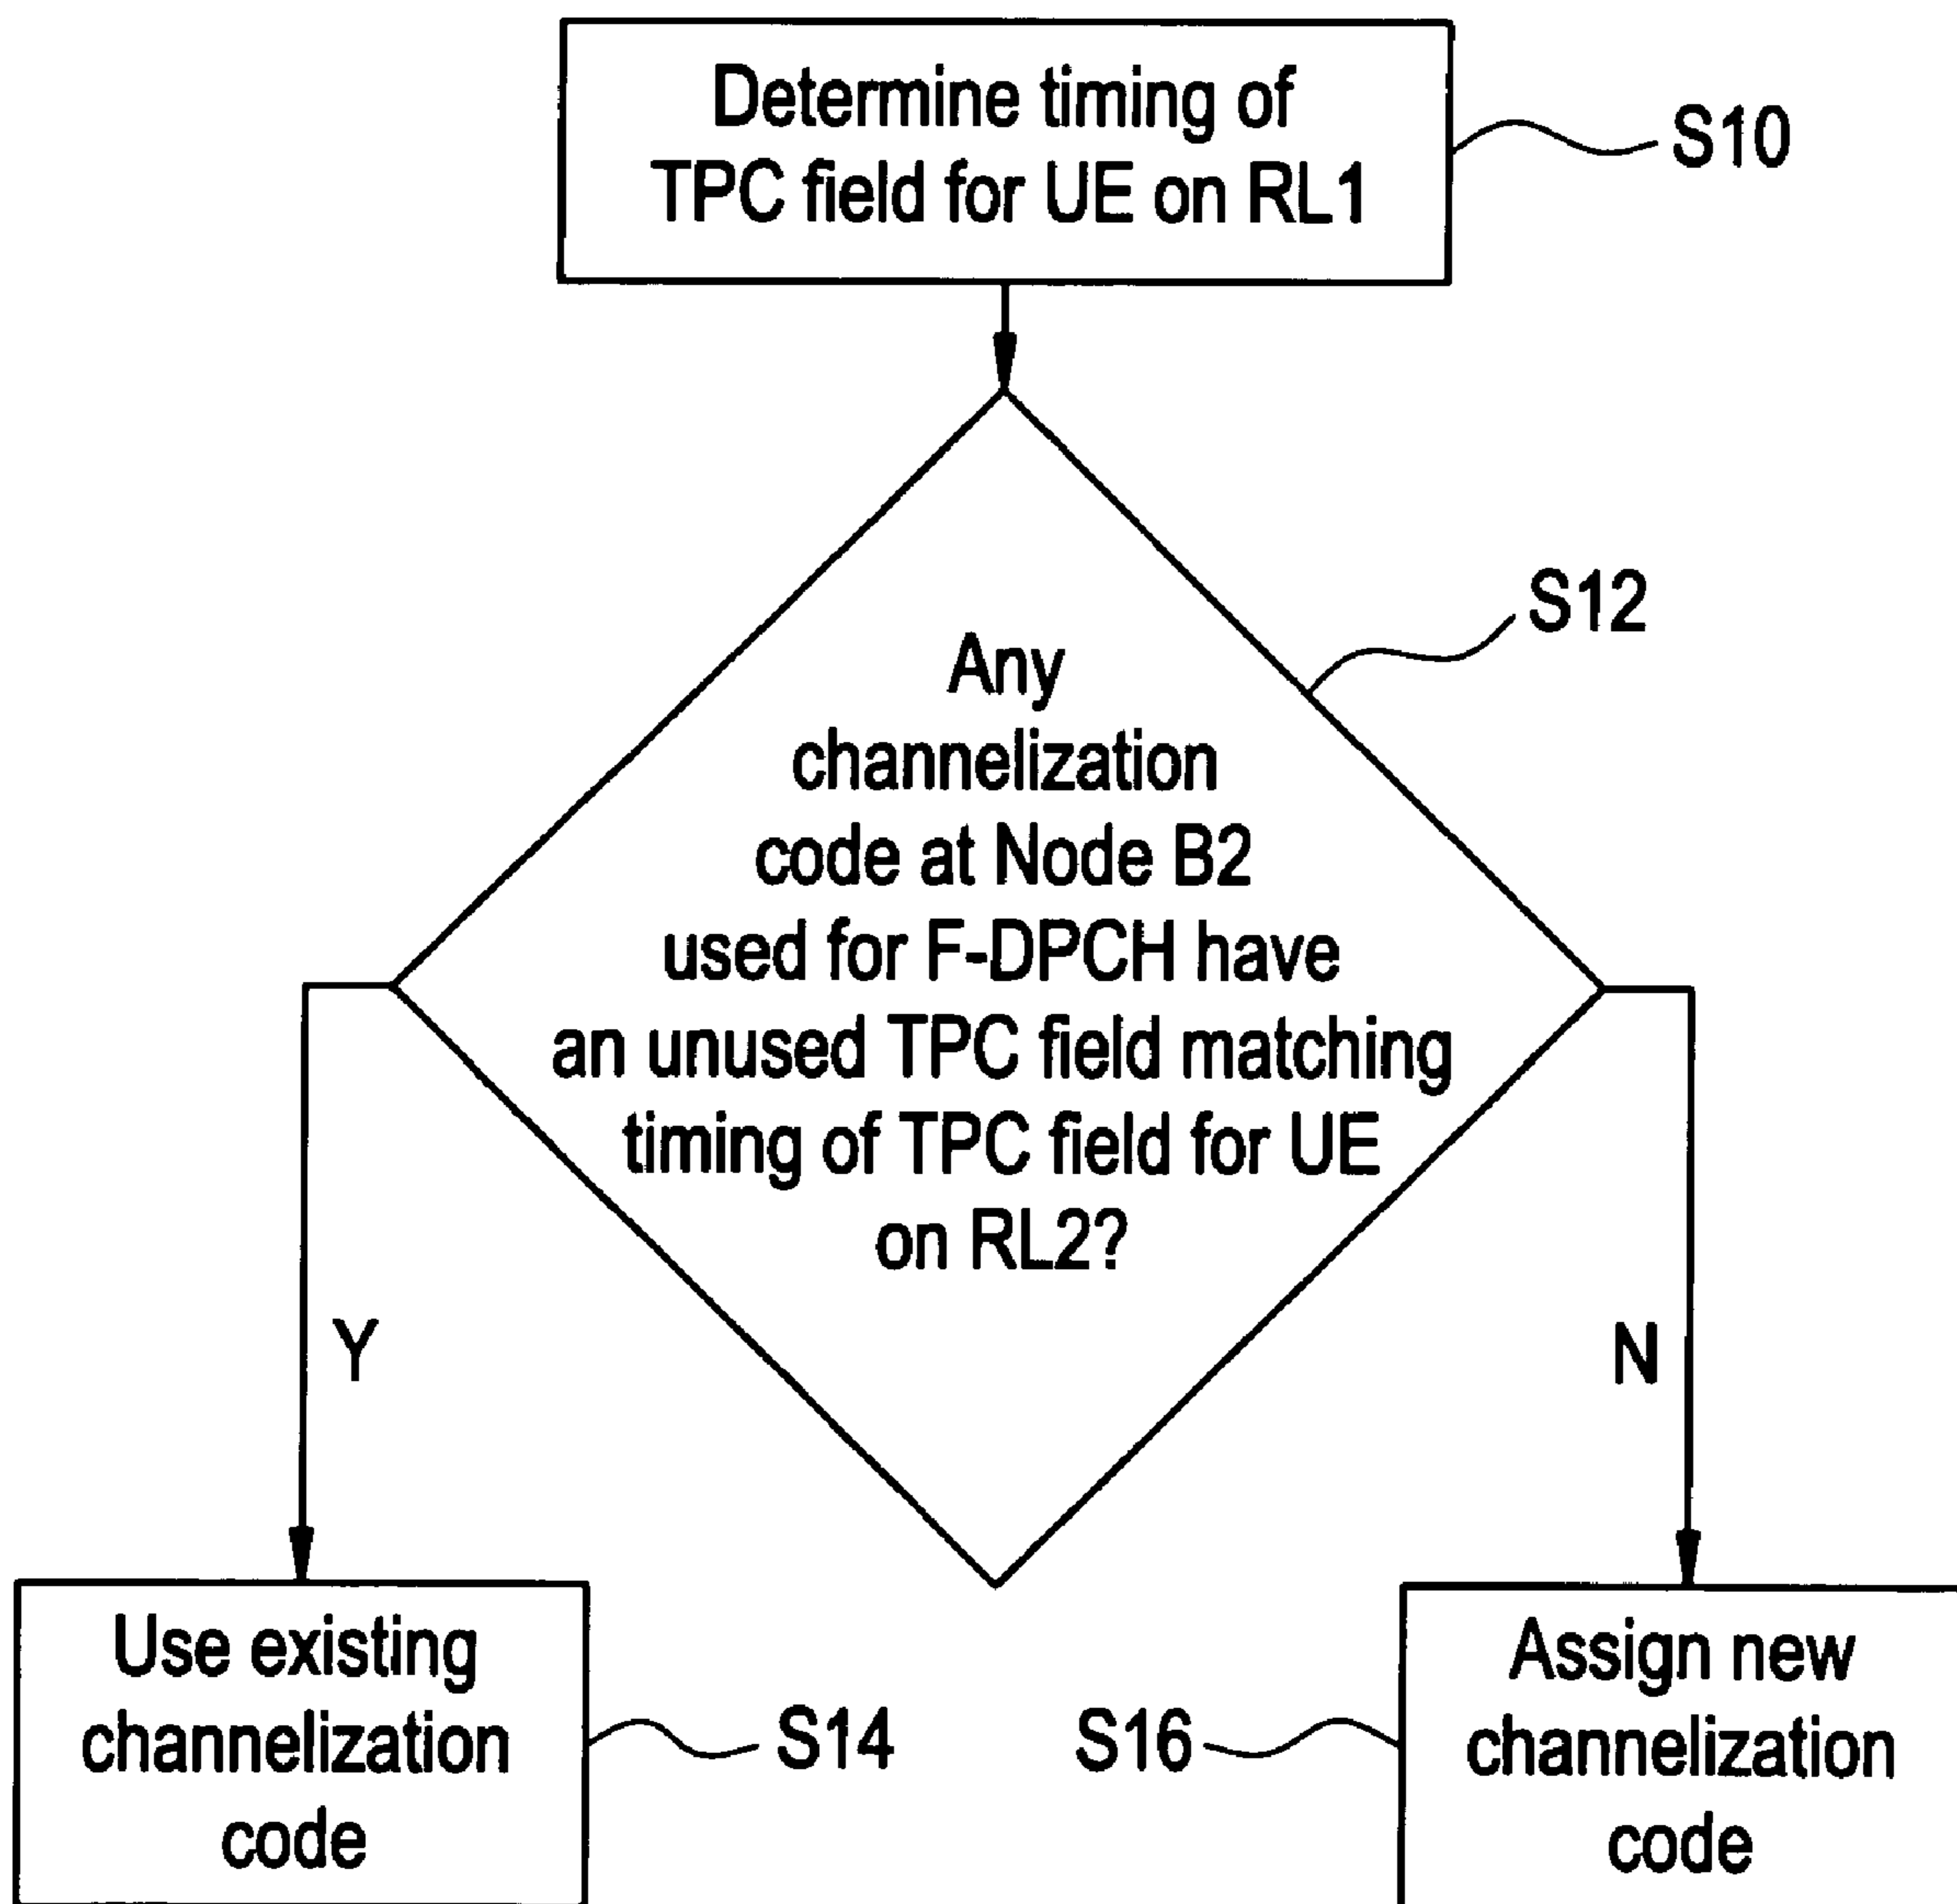 Determine timing of
TPC field for UE on RL1
S10
S12
Any
channelization
code at Node B2
used for F-DPCH have
an unused TPC field matching
timing of TPC field for UE
on RL2?
Y
N
Use existing
channelization
code
S14
S16
Assign new
channelization
code